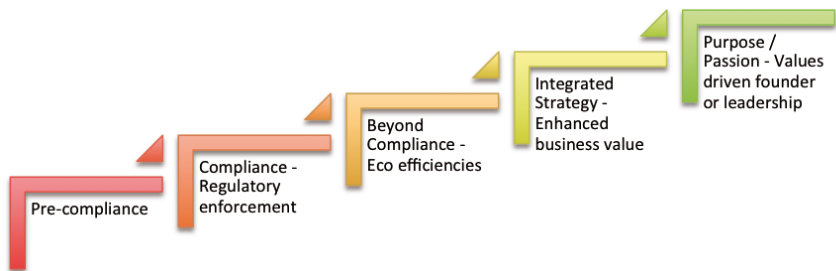 Pre-compliance
Compliance -
Regulatory
enforcement
Beyond
Compliance -
Eco efficiencies
Integrated
Strategy -
Enhanced
business value
Purpose /
Passion - Values
driven founder
or leadership